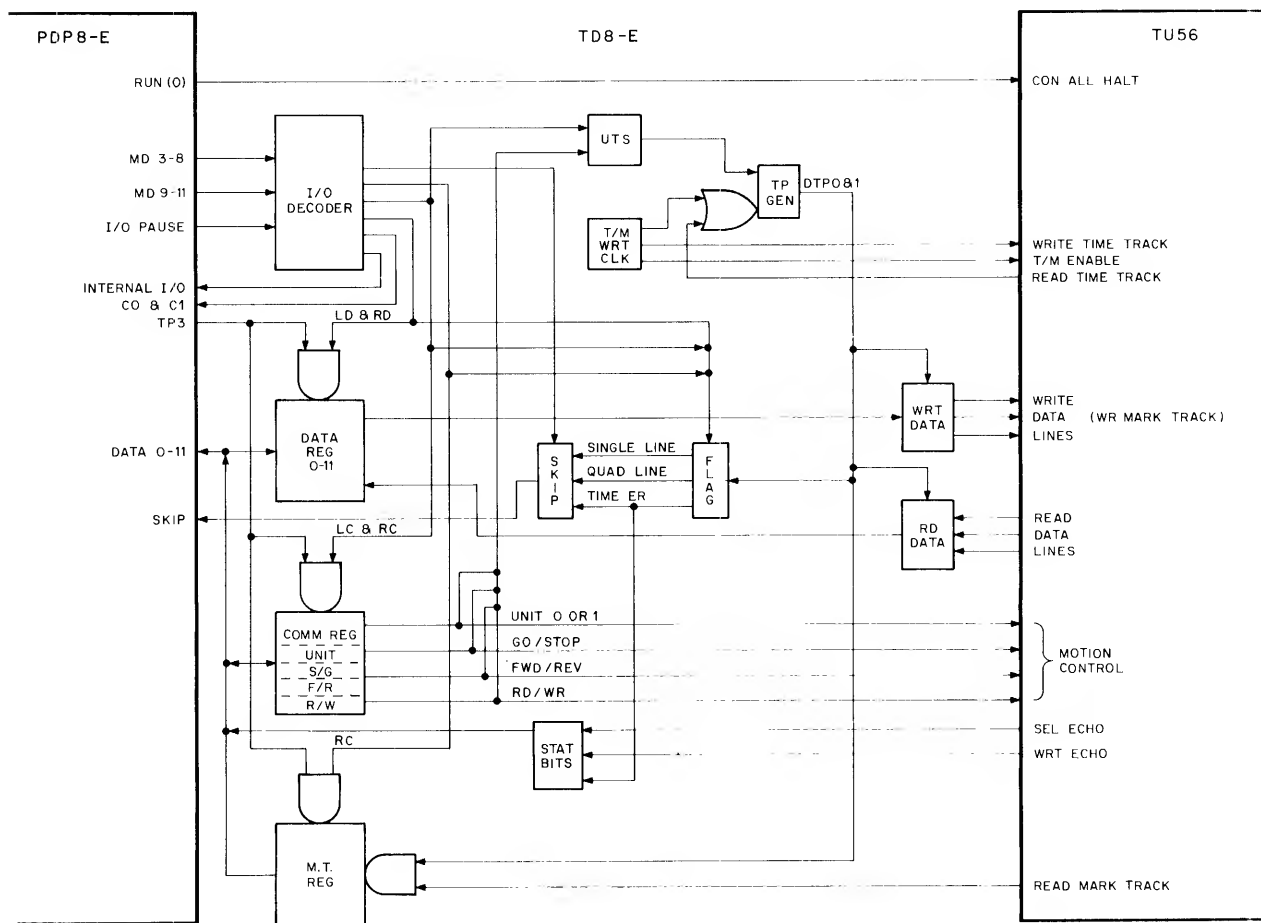 PDP8-E
TD8-E
TU56
RUN (0)
CON ALL HALT
MD 3-8
MD 9-11
I/O PAUSE
I/O
DECODER
UTS
TP
GEN
DTP0&1
T/M
WRT
CLK
WRITE TIME TRACK
T/M ENABLE
READ TIME TRACK
INTERNAL I/O
C0 & C1
TP3
LD & RD
DATA
REG
0-11
DATA 0-11
SKIP
SINGLE LINE
QUAD LINE
TIME ER
FLAG
WRT
DATA
WRITE
DATA (WR MARK TRACK)
LINES
RD
DATA
READ
DATA
LINES
SKIP
LC & RC
COMM REG
UNIT
S/G
F/R
R/W
UNIT 0 OR 1
GO/STOP
FWD/REV
RD/WR
MOTION
CONTROL
SEL ECHO
WRT ECHO
STAT
BITS
RC
M.T.
REG
READ MARK TRACK